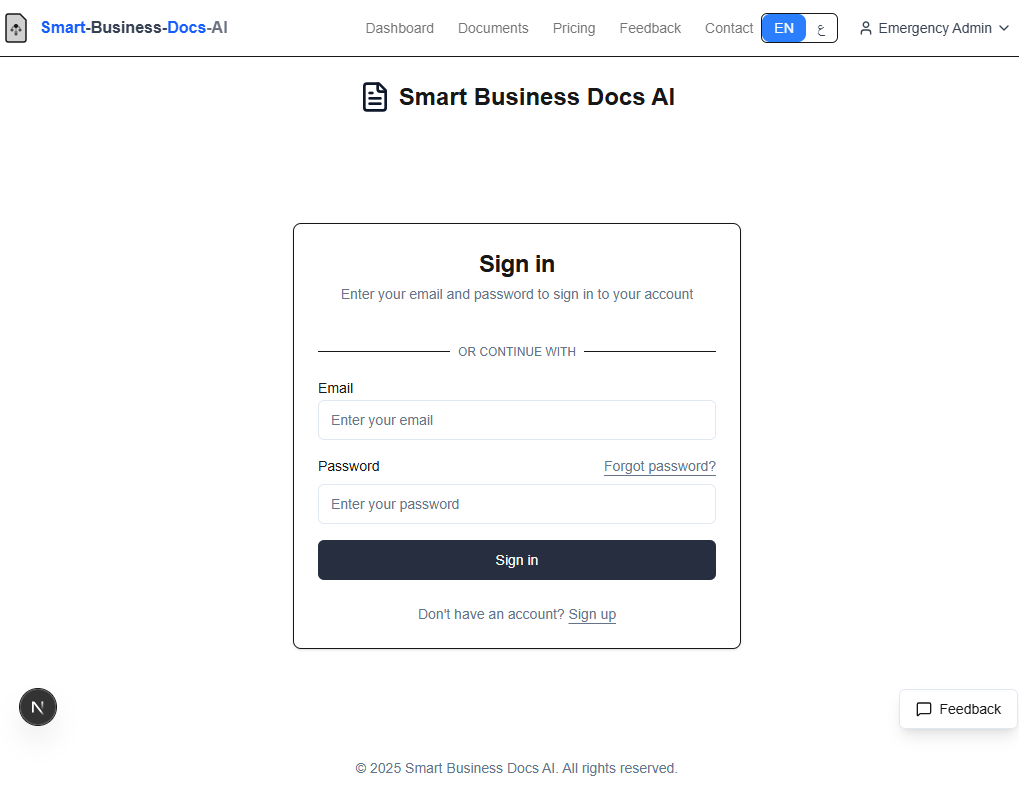 Smart-Business-Docs-AI
Dashboard Documents Pricing Feedback Contact EN ع Emergency Admin
Smart Business Docs AI
Sign in
Enter your email and password to sign in to your account
OR CONTINUE WITH
Email
Enter your email
Password Forgot password?
Enter your password
Sign in
Don't have an account? Sign up
N
Feedback
© 2025 Smart Business Docs AI. All rights reserved.